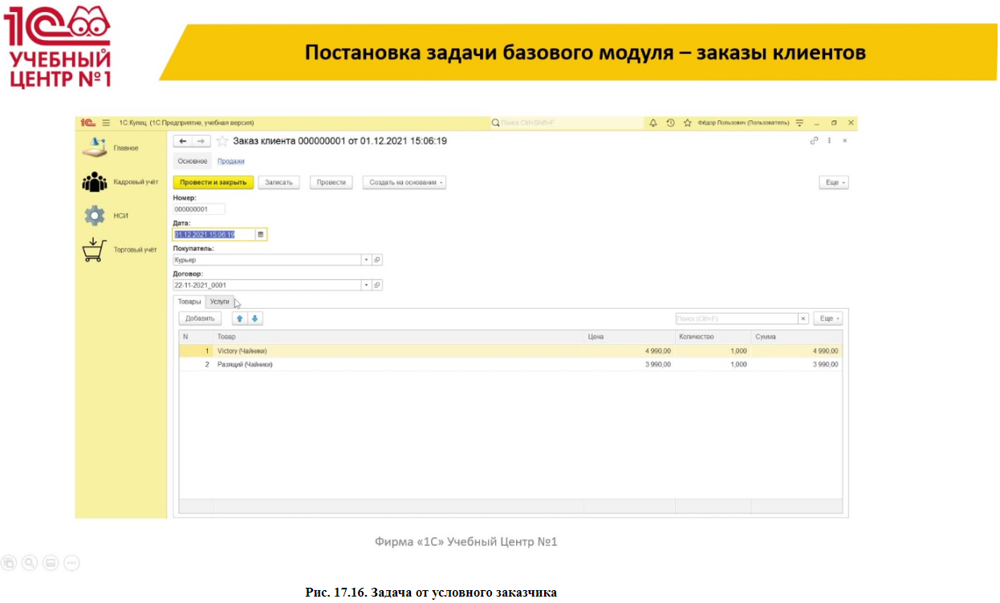 1С
УЧЕБНЫЙ
ЦЕНТР №1
Постановка задачи базового модуля – заказы клиентов
1С.Купец (1С:Предприятие, учебная версия)
Поиск Ctrl+Shift+F
Фёдор Пользович (Пользователь)
Главное
Кадровый учёт
НСИ
Торговый учёт
Заказ клиента 000000001 от 01.12.2021 15:06:19
Основное Продажи
Провести и закрыть Записать Провести Создать на основании Еще
Номер:
000000001
Дата:
01.12.2021 15:06:19
Покупатель:
Курьер
Договор:
22-11-2021_0001
Товары Услуги
Добавить Поиск (Ctrl+F) Еще
N Товар Цена Количество Сумма
1 Victory (Чайники) 4 990,00 1,000 4 990,00
2 Разящий (Чайники) 3 990,00 1,000 3 990,00
Фирма «1С» Учебный Центр №1
Рис. 17.16. Задача от условного заказчика